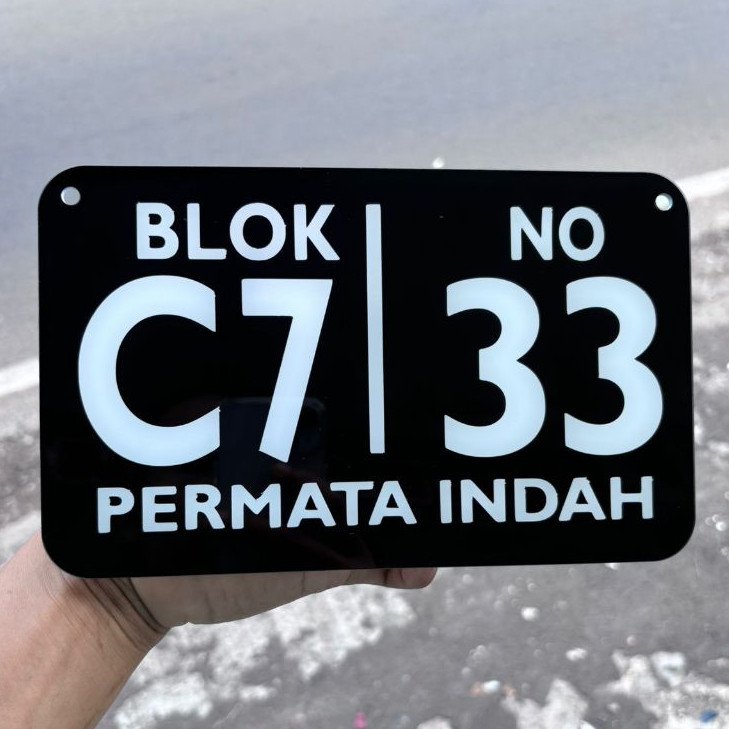 BLOK
C7
NO
33
PERMATA INDAH